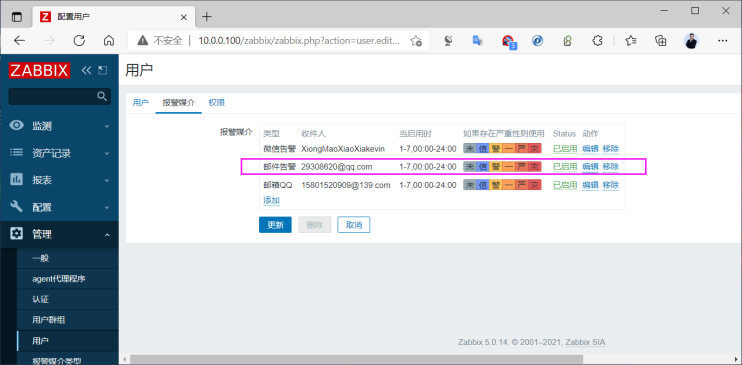 配置用户
不安全 10.0.0.100/zabbix/zabbix.php?action=user.edit...
3
ZABBIX
用户
监测
资产记录
报表
配置
管理
一般
agent代理程序
认证
用户群组
用户
报警媒介类型
用户 报警媒介 权限
报警媒介 类型 收件人 当启用时 如果存在严重性则使用 Status 动作
微信告警 XiongMaoXiaoXiakevin 1-7,00:00-24:00 未 信 警 一 严 灾 已启用 编辑 移除
邮件告警 29308620@qq.com 1-7,00:00-24:00 未 信 警 一 严 灾 已启用 编辑 移除
邮箱QQ 15801520909@139.com 1-7,00:00-24:00 未 信 警 一 严 灾 已启用 编辑 移除
添加
更新 删除 取消
Zabbix 5.0.14. © 2001–2021, Zabbix SIA